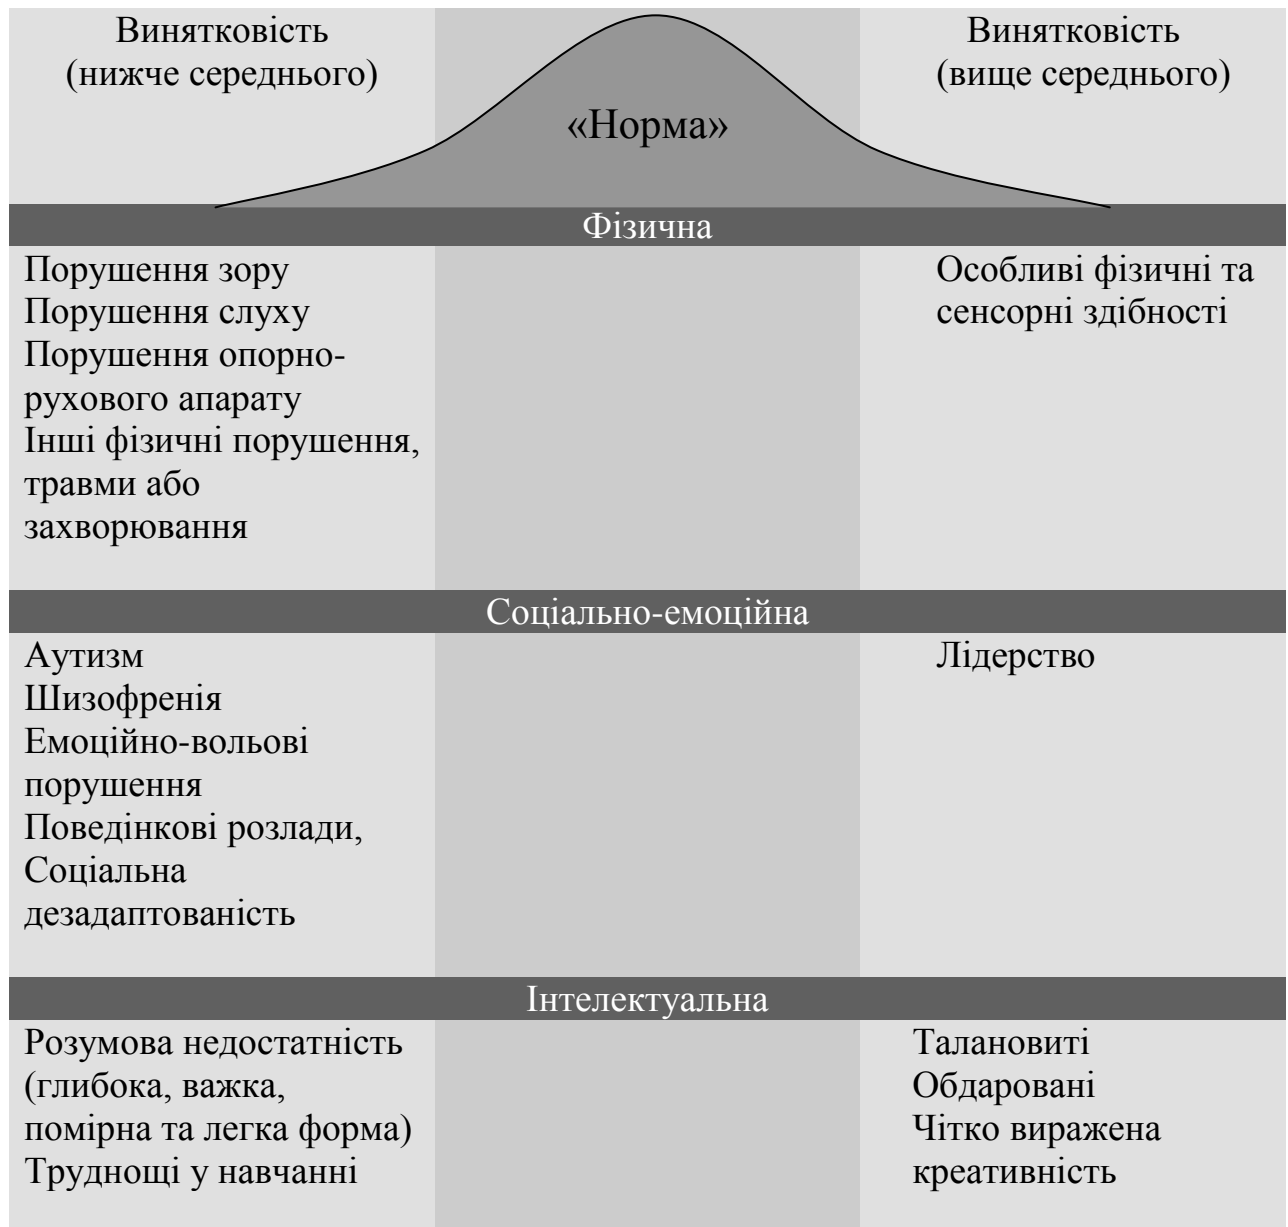 Винятковість
(нижче середнього)
«Норма»
Винятковість
(вище середнього)
Фізична
Порушення зору
Порушення слуху
Порушення опорно-
рухового апарату
Інші фізичні порушення,
травми або
захворювання
Особливі фізичні та
сенсорні здібності
Соціально-емоційна
Аутизм
Шизофренія
Емоційно-вольові
порушення
Поведінкові розлади,
Соціальна
дезадаптованість
Лідерство
Інтелектуальна
Розумова недостатність
(глибока, важка,
помірна та легка форма)
Труднощі у навчанні
Талановиті
Обдаровані
Чітко виражена
креативність